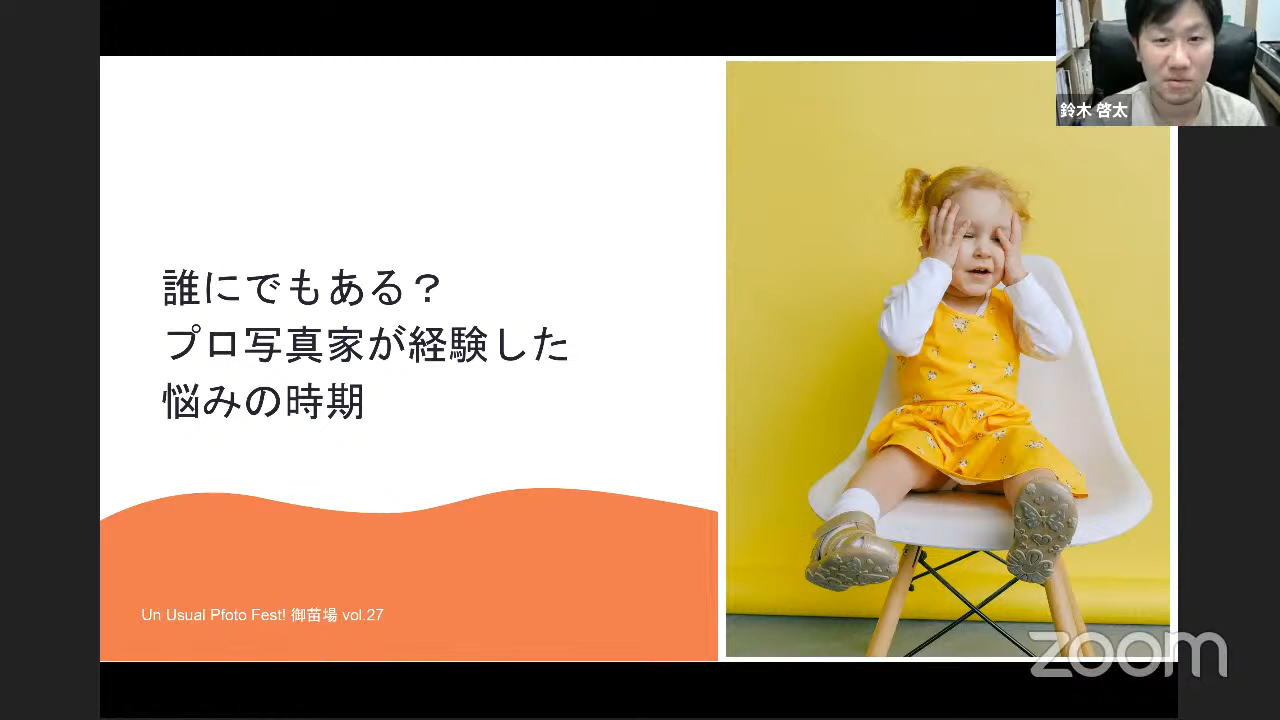 鈴木 啓太
誰にでもある？
プロ写真家が経験した
悩みの時期
Un Usual Pfoto Fest! 御苗場 vol.27
zoom